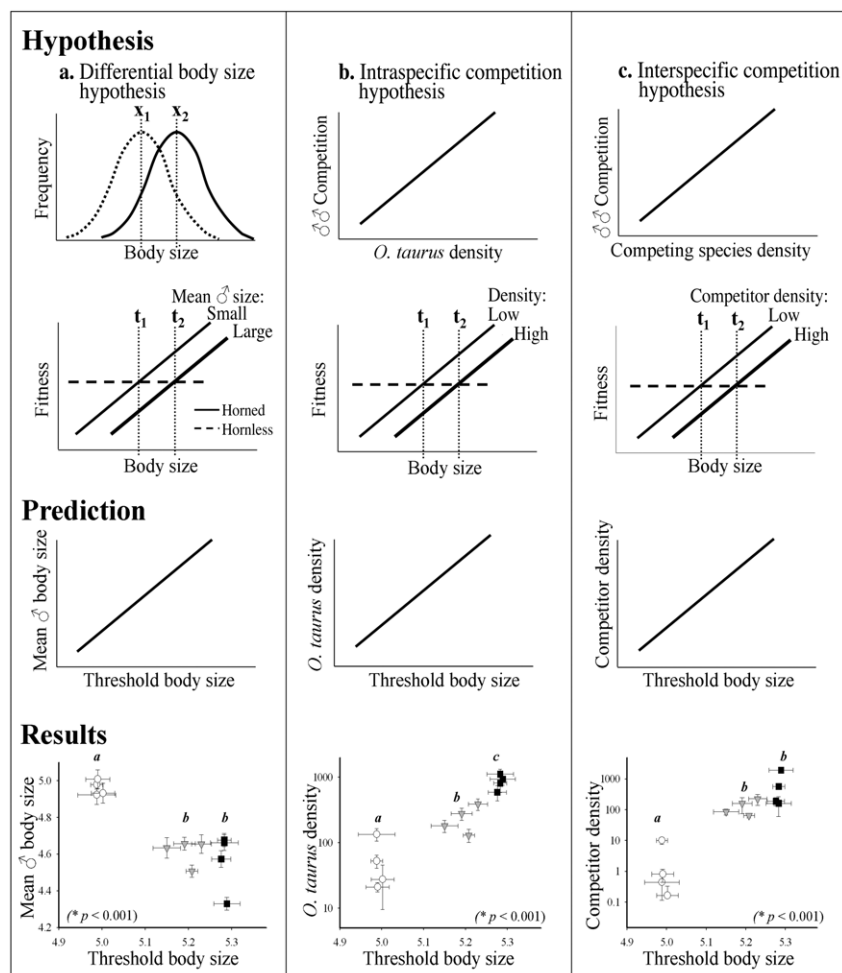 Hypothesis
a. Differential body size
hypothesis
x1 x2
Frequency
Body size
Mean ♂ size:
Small
Large
t1 t2
Fitness
Horned
Hornless
Body size
Prediction
Mean ♂ body size
Threshold body size
Results
a
b b
5.0
4.8
4.6
4.4
4.2
Mean ♂ body size
(* p < 0.001)
4.9 5.0 5.1 5.2 5.3
Threshold body size
b. Intraspecific competition
hypothesis
♂♂ Competition
O. taurus density
Density:
Low
High
t1 t2
Fitness
Body size
O. taurus density
Threshold body size
c
b
a
1000
100
10
O. taurus density
(* p < 0.001)
4.9 5.0 5.1 5.2 5.3
Threshold body size
c. Interspecific competition
hypothesis
♂♂ Competition
Competing species density
Competitor density:
Low
High
t1 t2
Fitness
Body size
Competitor density
Threshold body size
b
b
a
1000
100
10
1
0.1
Competitor density
(* p < 0.001)
4.9 5.0 5.1 5.2 5.3
Threshold body size